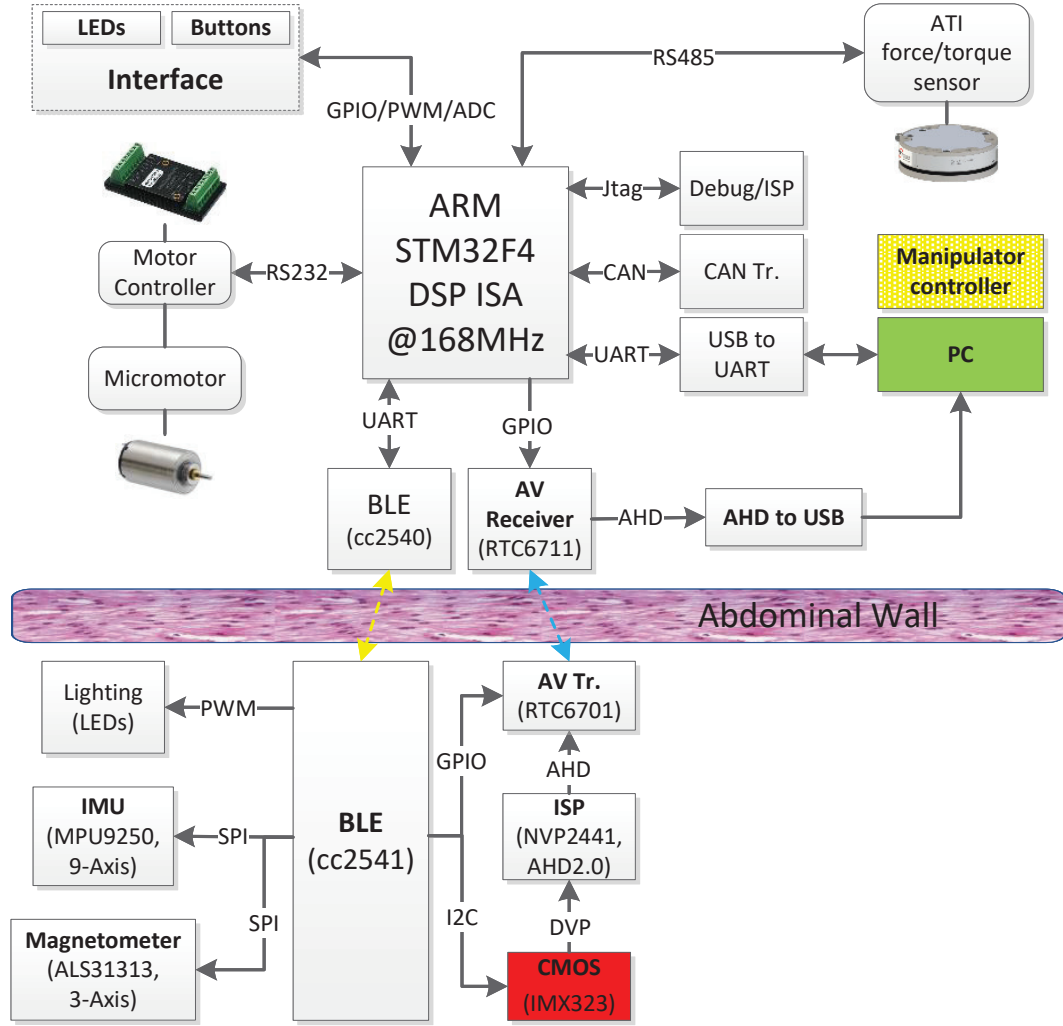 LEDs
Buttons
Interface
GPIO/PWM/ADC
RS485
ATI
force/torque
sensor
ARM
STM32F4
DSP ISA
@168MHz
Jtag
Debug/ISP
Motor
Controller
RS232
CAN
CAN Tr.
Manipulator
controller
UART
USB to
UART
PC
Micromotor
UART
GPIO
BLE
(cc2540)
AV
Receiver
(RTC6711)
AHD
AHD to USB
Abdominal Wall
Lighting
(LEDs)
PWM
BLE
(cc2541)
AV Tr.
(RTC6701)
GPIO
AHD
IMU
(MPU9250,
9-Axis)
SPI
ISP
(NVP2441,
AHD2.0)
SPI
I2C
DVP
Magnetometer
(ALS31313,
3-Axis)
CMOS
(IMX323)